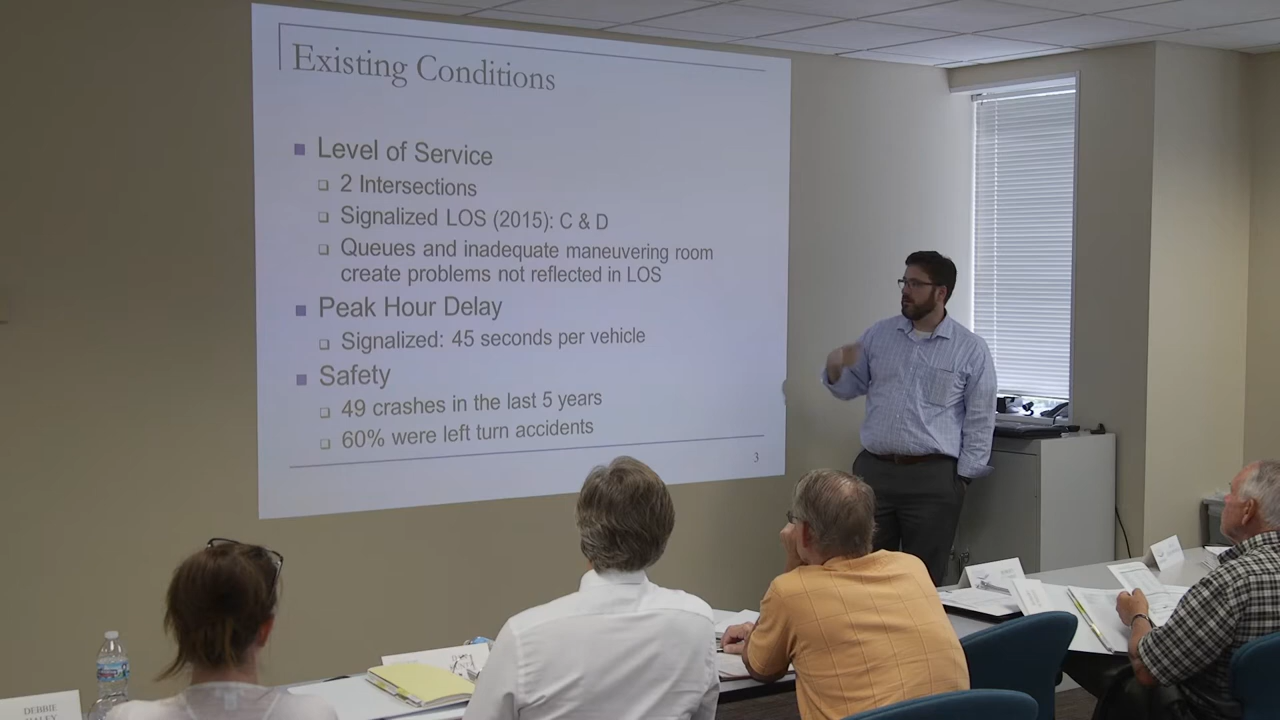 Existing Conditions
Level of Service
2 Intersections
Signalized LOS (2015): C & D
Queues and inadequate maneuvering room
create problems not reflected in LOS
Peak Hour Delay
Signalized: 45 seconds per vehicle
Safety
49 crashes in the last 5 years
60% were left turn accidents
3
DEBBIE